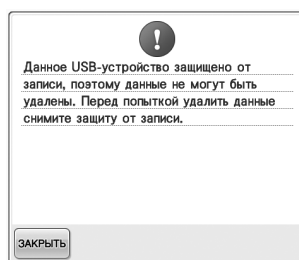 Данное USB-устройство защищено от
записи, поэтому данные не могут быть
удалены. Перед попыткой удалить данные
снимите защиту от записи.
ЗАКРЫТЬ